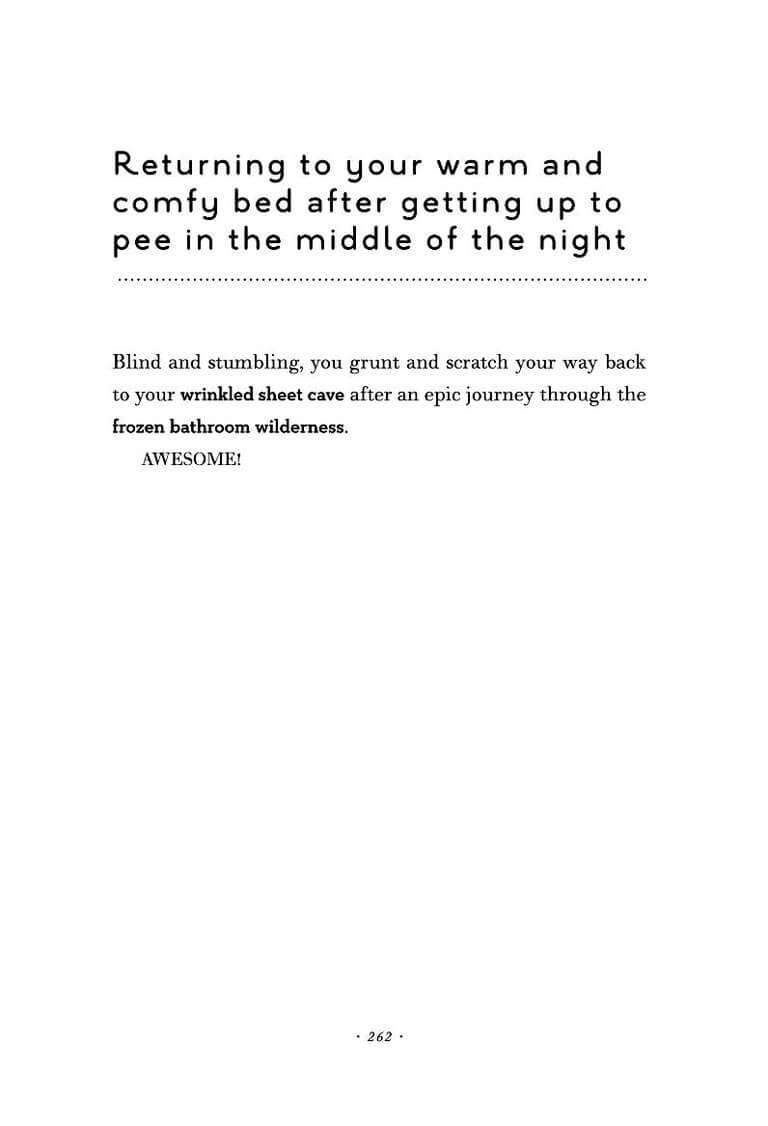 Returning to your warm and
comfy bed after getting up to
pee in the middle of the night
Blind and stumbling, you grunt and scratch your way back
to your wrinkled sheet cave after an epic journey through the
frozen bathroom wilderness.
AWESOME!
· 262 ·